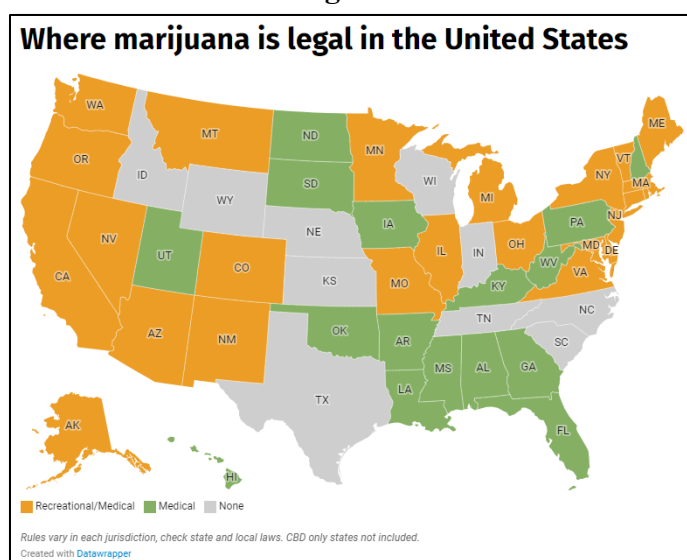 Where marijuana is legal in the United States
WA
MT
ND
MN
ME
OR
ID
SD
WI
VT
NY
MA
WY
MI
IA
PA
NJ
NV
NE
IL
IN
OH
MD
DE
UT
CO
WV
VA
CA
KS
MO
KY
AZ
NM
OK
TN
NC
AR
SC
MS
AL
GA
TX
LA
FL
AK
HI
Recreational/Medical
Medical
None
Rules vary in each jurisdiction, check state and local laws. CBD only states not included.
Created with Datawrapper